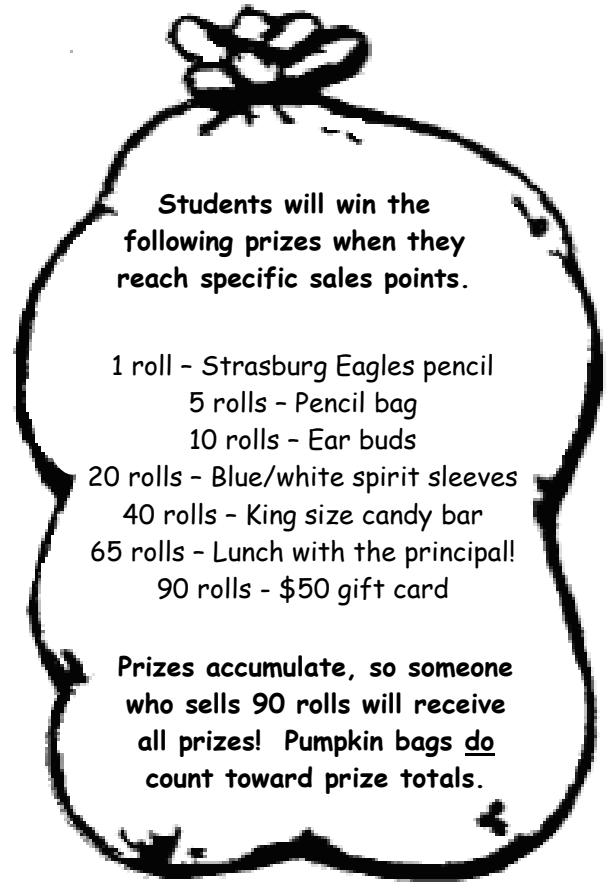 Students will win the
following prizes when they
reach specific sales points.
1 roll – Strasburg Eagles pencil
5 rolls – Pencil bag
10 rolls – Ear buds
20 rolls – Blue/white spirit sleeves
40 rolls – King size candy bar
65 rolls – Lunch with the principal!
90 rolls - $50 gift card
Prizes accumulate, so someone
who sells 90 rolls will receive
all prizes!  Pumpkin bags do
count toward prize totals.